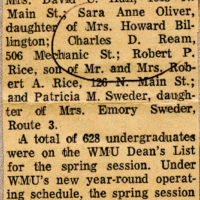 Main St.; Sara Anne Oliver,
daughter of Mrs. Howard Bil-
lington; Charles D. Ream,
506 Mechanic St.; Robert P.
Rice, son of Mr. and Mrs. Rob-
ert A. Rice, 126 N. Main St.;
and Patricia M. Sweder, daugh-
ter of Mrs. Emory Sweder,
Route 3.
A total of 628 undergraduates
were on the WMU Dean's List
for the spring session. Under
WMU's new year-round operat-
ing schedule, the spring session